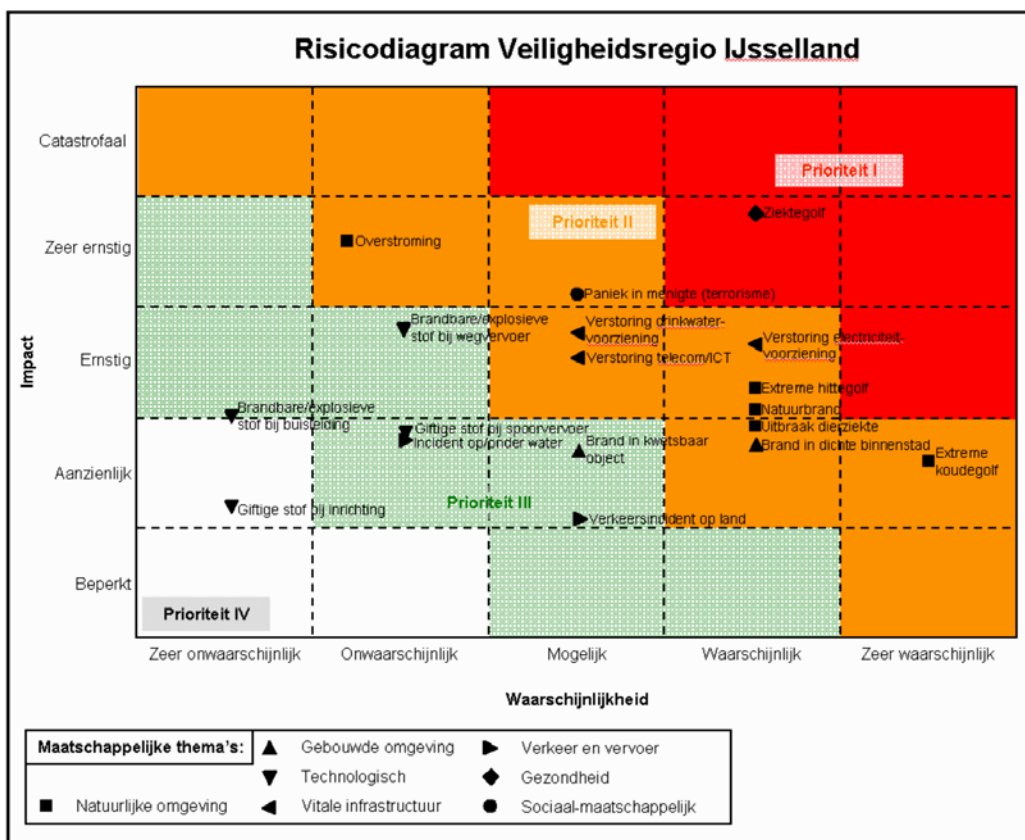 Risicodiagram Veiligheidsregio IJsselland
Impact
Catastrofaal
Prioriteit I
Zeer ernstig
Ziektegolf
Prioriteit II
Overstroming
Paniek in menigte (terrorisme)
Ernstig
Brandbare/explosieve
stof bij wegvervoer
Verstoring drinkwater-
voorziening
Verstoring telecom/ICT
Verstoring electriciteit-
voorziening
Extreme hittegolf
Natuurbrand
Brandbare/explosieve
stof bij buisleiding
Aanzienlijk
Giftige stof bij spoorvervoer
Incident op/onder water
Brand in kwetsbaar
object
Uitbraak dierziekte
Brand in dichte binnenstad
Extreme
koudegolf
Giftige stof bij inrichting
Prioriteit III
Verkeersincident op land
Beperkt
Prioriteit IV
Zeer onwaarschijnlijk
Onwaarschijnlijk
Mogelijk
Waarschijnlijk
Zeer waarschijnlijk
Waarschijnlijkheid
Maatschappelijke thema's:
Gebouwde omgeving
Verkeer en vervoer
Technologisch
Gezondheid
Natuurlijke omgeving
Vitale infrastructuur
Sociaal-maatschappelijk